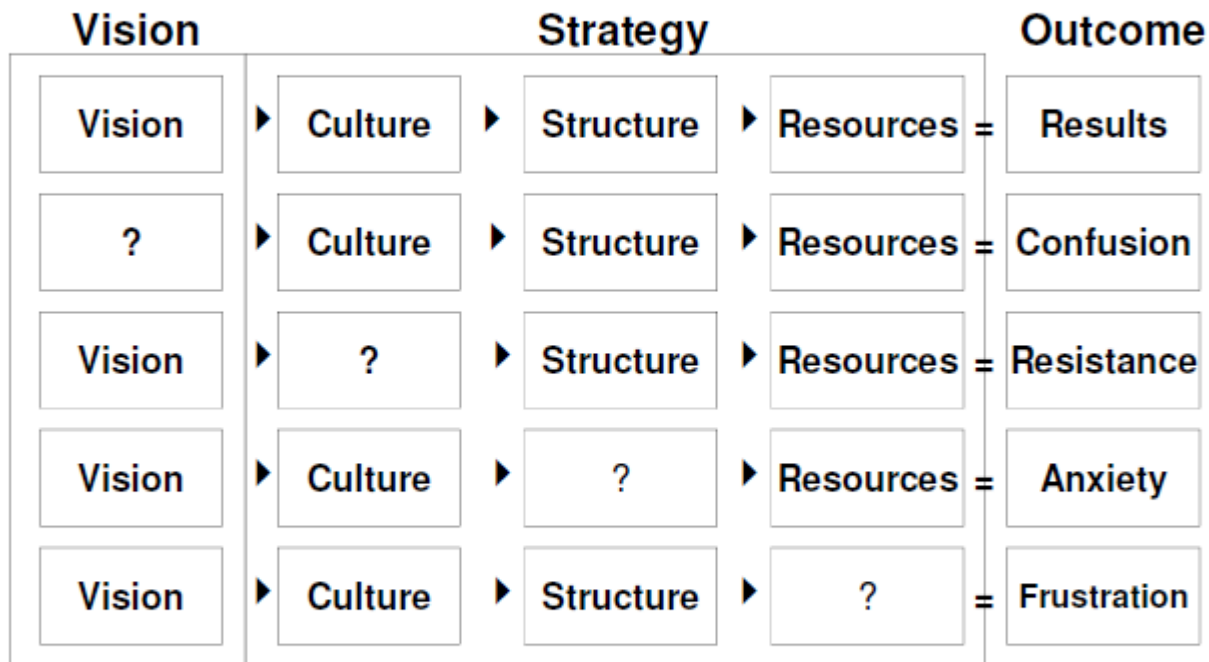 Vision Strategy Outcome
Vision Culture Structure Resources = Results
? Culture Structure Resources = Confusion
Vision ? Structure Resources = Resistance
Vision Culture ? Resources = Anxiety
Vision Culture Structure ? = Frustration